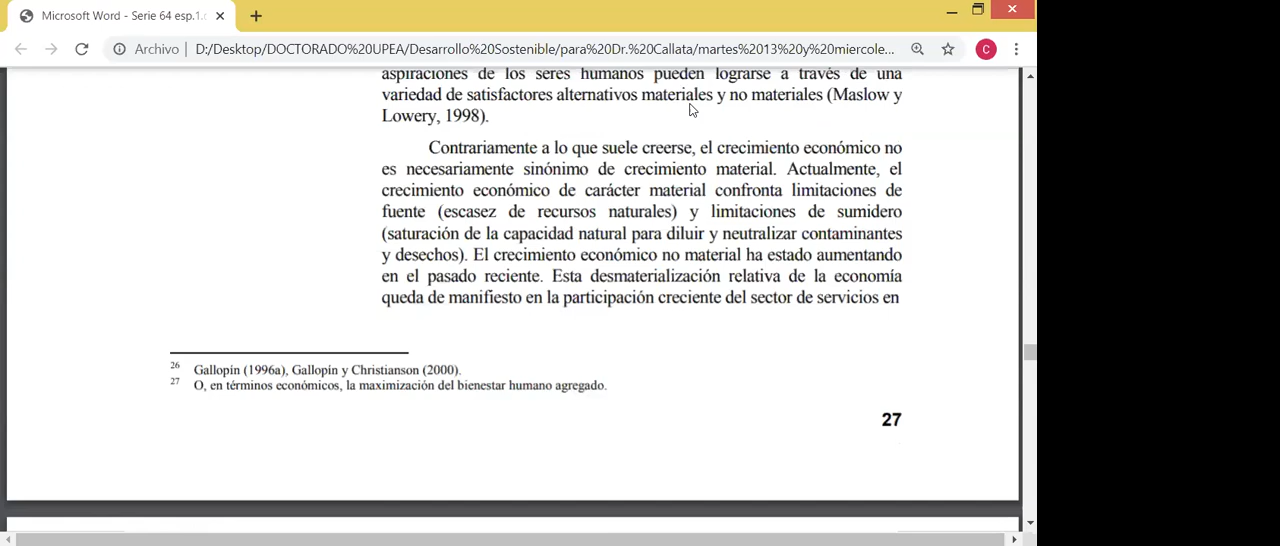 Microsoft Word - Serie 64 esp.1.
Archivo | D:/Desktop/DOCTORADO%20UPEA/Desarrollo%20Sostenible/para%20Dr.%20Callata/martes%2013%20y%20miercole...
C
aspiraciones de los seres humanos pueden lograrse a través de una
variedad de satisfactores alternativos materiales y no materiales (Maslow y
Lowery, 1998).
Contrariamente a lo que suele creerse, el crecimiento económico no
es necesariamente sinónimo de crecimiento material. Actualmente, el
crecimiento económico de carácter material confronta limitaciones de
fuente (escasez de recursos naturales) y limitaciones de sumidero
(saturación de la capacidad natural para diluir y neutralizar contaminantes
y desechos). El crecimiento económico no material ha estado aumentando
en el pasado reciente. Esta desmaterialización relativa de la economía
queda de manifiesto en la participación creciente del sector de servicios en
26 Gallopín (1996a), Gallopín y Christianson (2000).
27 O, en términos económicos, la maximización del bienestar humano agregado.
27